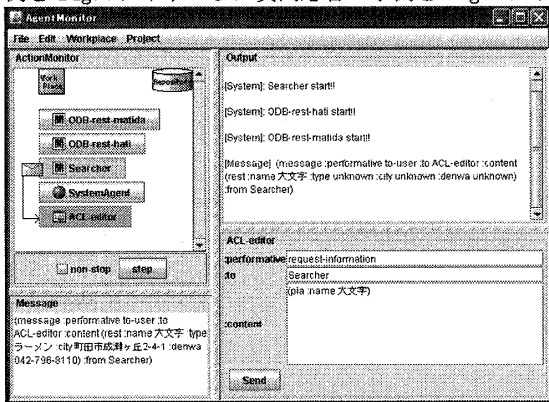 AgentMonitor
File Edit Workplace Project
ActionMonitor
Work Place
Repository
ODB-rest-matida
ODB-rest-hati
Searcher
SystemAgent
ACL-editor
non-stop step
Message
(message :performative to-user :to
ACL-editor :content (rest :name 大文字 :type
ラーメン :city 町田市成瀬ヶ丘2-4-1 :denwa
042-796-8110) :from Searcher)
Output
[System]: Searcher start!!
[System]: ODB-rest-hati start!!
[System]: ODB-rest-matida start!!
[Message] (message :performative to-user :to ACL-editor :content
(rest :name 大文字 :type unknown :city unknown :denwa unknown)
:from Searcher)
ACL-editor
:performative request-information
:to Searcher
:content (pla :name 大文字)
Send